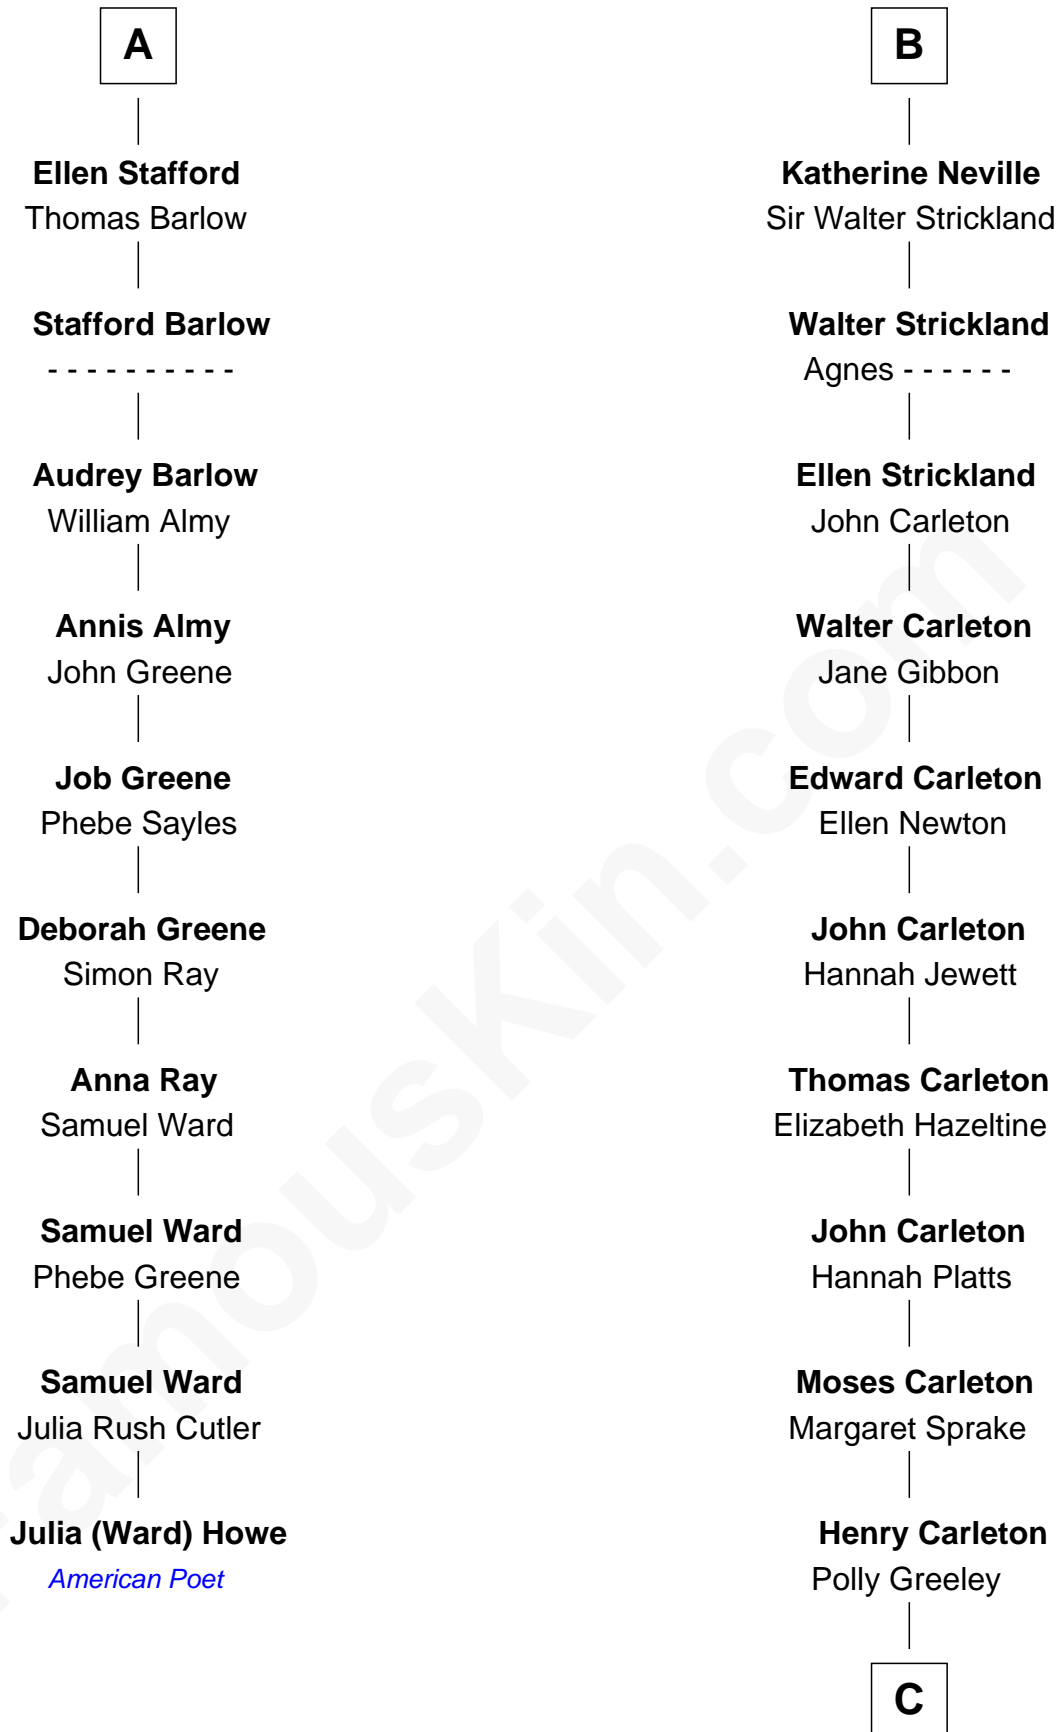 A
Ellen Stafford
Thomas Barlow
Stafford Barlow
- - - - - - - - - -
Audrey Barlow
William Almy
Annis Almy
John Greene
Job Greene
Phebe Sayles
Deborah Greene
Simon Ray
Anna Ray
Samuel Ward
Samuel Ward
Phebe Greene
Samuel Ward
Julia Rush Cutler
Julia (Ward) Howe
American Poet
B
Katherine Neville
Sir Walter Strickland
Walter Strickland
Agnes - - - - - -
Ellen Strickland
John Carleton
Walter Carleton
Jane Gibbon
Edward Carleton
Ellen Newton
John Carleton
Hannah Jewett
Thomas Carleton
Elizabeth Hazeltine
John Carleton
Hannah Platts
Moses Carleton
Margaret Sprake
Henry Carleton
Polly Greeley
C
FamousKin.com